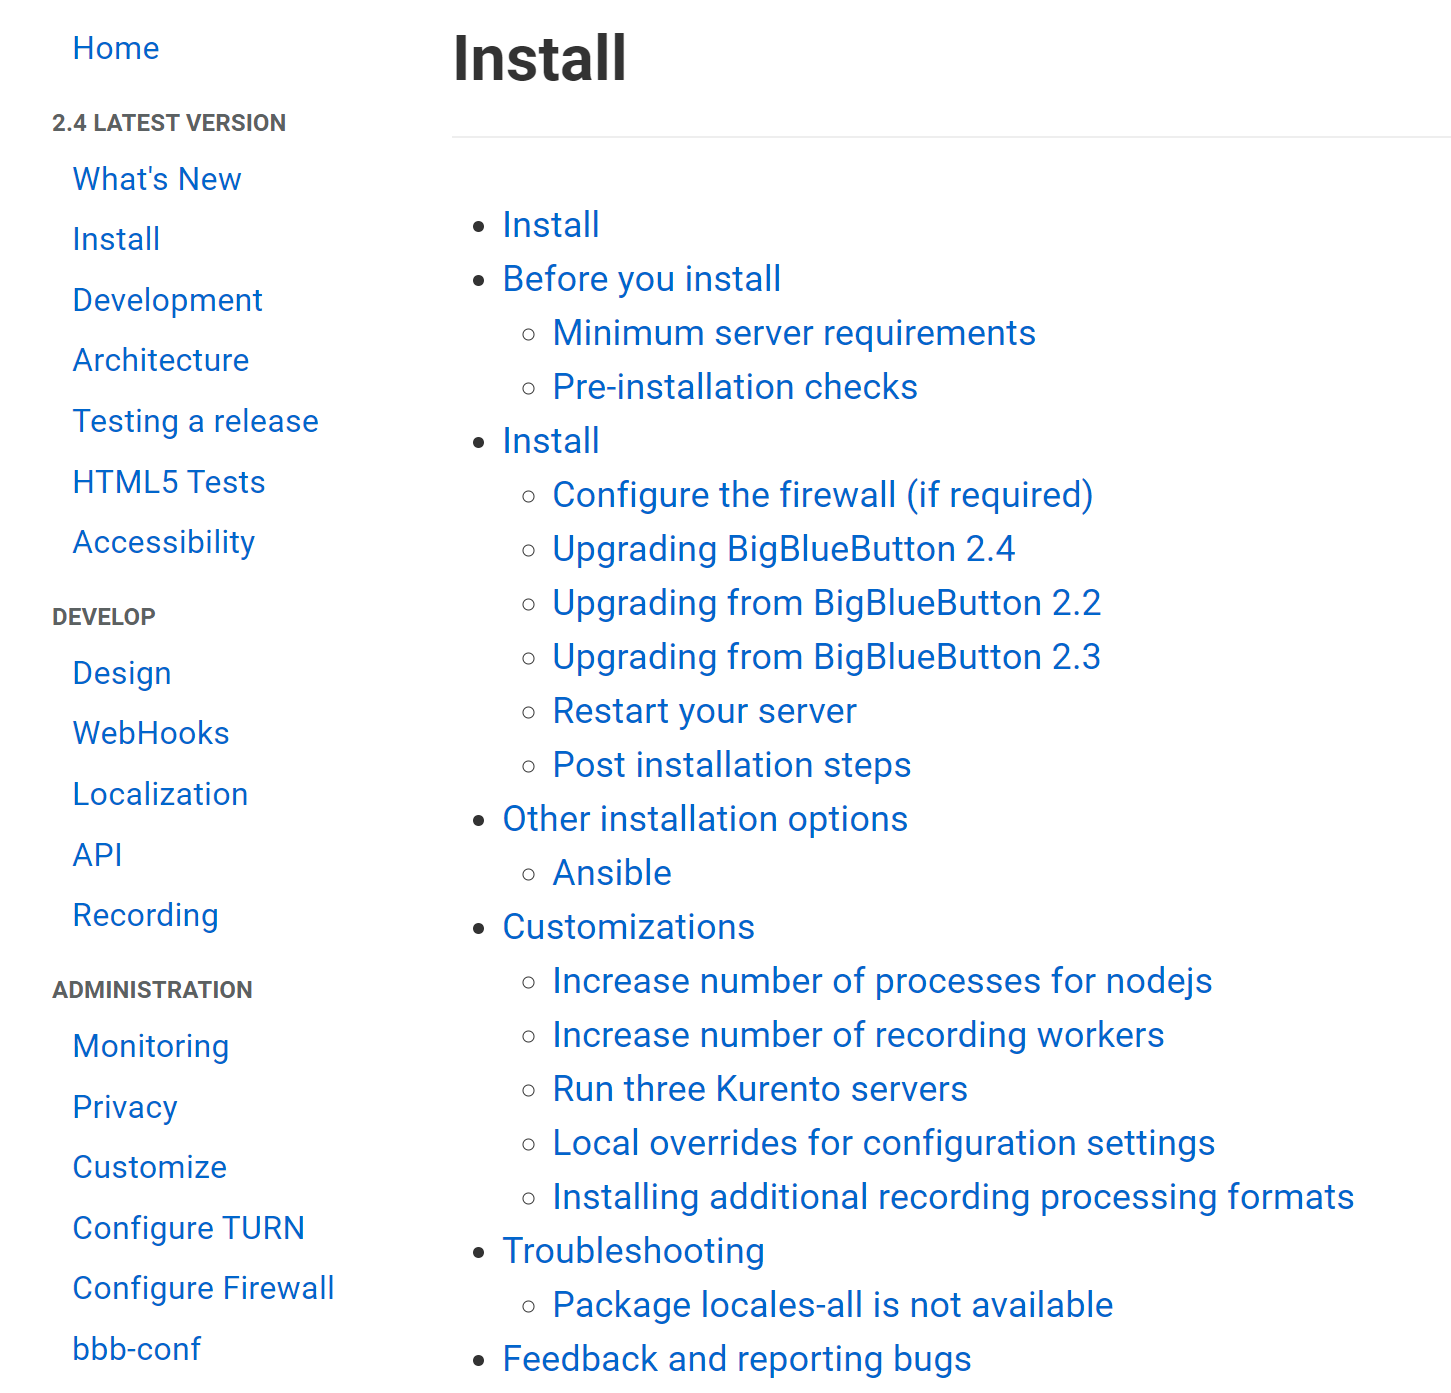 Home
2.4 LATEST VERSION
What's New
Install
Development
Architecture
Testing a release
HTML5 Tests
Accessibility
DEVELOP
Design
WebHooks
Localization
API
Recording
ADMINISTRATION
Monitoring
Privacy
Customize
Configure TURN
Configure Firewall
bbb-conf
Install
Install
Before you install
Minimum server requirements
Pre-installation checks
Install
Configure the firewall (if required)
Upgrading BigBlueButton 2.4
Upgrading from BigBlueButton 2.2
Upgrading from BigBlueButton 2.3
Restart your server
Post installation steps
Other installation options
Ansible
Customizations
Increase number of processes for nodejs
Increase number of recording workers
Run three Kurento servers
Local overrides for configuration settings
Installing additional recording processing formats
Troubleshooting
Package locales-all is not available
Feedback and reporting bugs